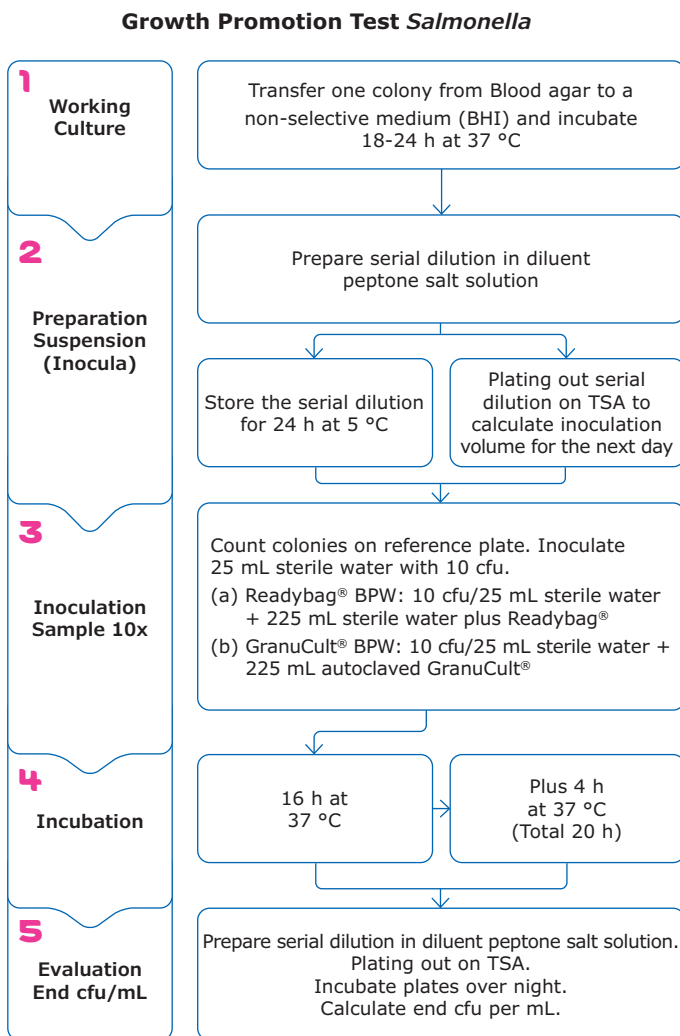 Growth Promotion Test Salmonella
1
Working
Culture
Transfer one colony from Blood agar to a
non-selective medium (BHI) and incubate
18-24 h at 37 °C
2
Preparation
Suspension
(Inocula)
Prepare serial dilution in diluent
peptone salt solution
Store the serial dilution
for 24 h at 5 °C
Plating out serial
dilution on TSA to
calculate inoculation
volume for the next day
3
Inoculation
Sample 10x
Count colonies on reference plate. Inoculate
25 mL sterile water with 10 cfu.
(a) Readybag® BPW: 10 cfu/25 mL sterile water
+ 225 mL sterile water plus Readybag®
(b) GranuCult® BPW: 10 cfu/25 mL sterile water +
225 mL autoclaved GranuCult®
4
Incubation
16 h at
37 °C
Plus 4 h
at 37 °C
(Total 20 h)
5
Evaluation
End cfu/mL
Prepare serial dilution in diluent peptone salt solution.
Plating out on TSA.
Incubate plates over night.
Calculate end cfu per mL.